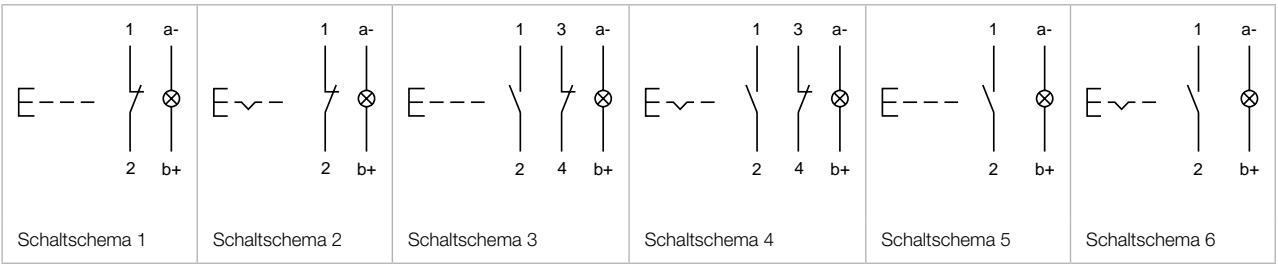 1 a- 1 a- 1 3 a- 1 3 a- 1 a- 1 a-
2 b+ 2 b+ 2 4 b+ 2 4 b+ 2 b+ 2 b+
Schaltschema 1 Schaltschema 2 Schaltschema 3 Schaltschema 4 Schaltschema 5 Schaltschema 6